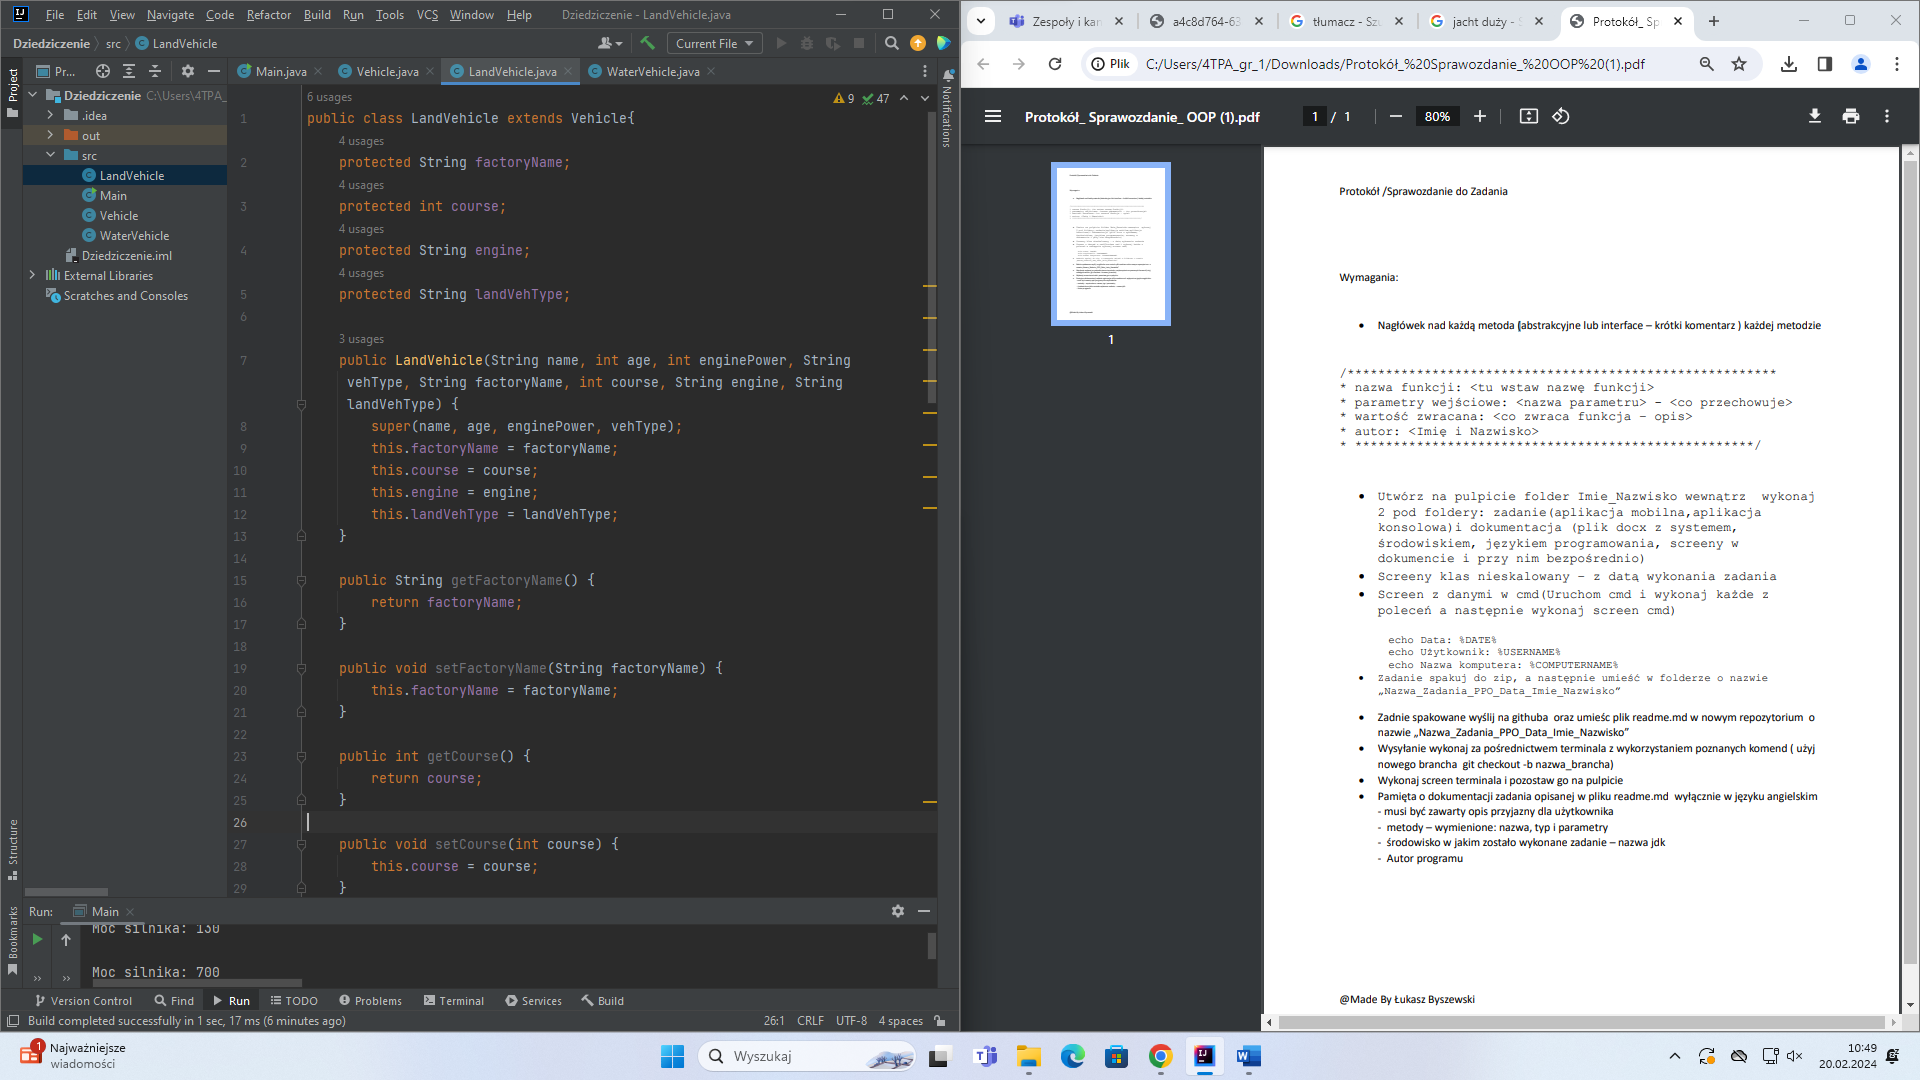 File Edit View Navigate Code Refactor Build Run Tools VCS Window Help Dziedziczenie - LandVehicle.java
Dziedziczenie src LandVehicle
Current File
Project
Pr...
Main.java Vehicle.java LandVehicle.java WaterVehicle.java
Dziedziczenie C:\Users\4TPA_
.idea
out
src
LandVehicle
Main
Vehicle
WaterVehicle
Dziedziczenie.iml
External Libraries
Scratches and Consoles
Structure
Bookmarks
Notifications
9 47
6 usages
1 public class LandVehicle extends Vehicle{
4 usages
2 protected String factoryName;
4 usages
3 protected int course;
4 usages
4 protected String engine;
4 usages
5 protected String landVehType;
6
3 usages
7 public LandVehicle(String name, int age, int enginePower, String
vehType, String factoryName, int course, String engine, String
landVehType) {
8 super(name, age, enginePower, vehType);
9 this.factoryName = factoryName;
10 this.course = course;
11 this.engine = engine;
12 this.landVehType = landVehType;
13 }
14
15 public String getFactoryName() {
16 return factoryName;
17 }
18
19 public void setFactoryName(String factoryName) {
20 this.factoryName = factoryName;
21 }
22
23 public int getCourse() {
24 return course;
25 }
26
27 public void setCourse(int course) {
28 this.course = course;
29 }
Run: Main
Moc silnika: 130
Moc silnika: 700
Version Control Find Run TODO Problems Terminal Services Build
Build completed successfully in 1 sec, 17 ms (6 minutes ago) 26:1 CRLF UTF-8 4 spaces
Zespoły i kan a4c8d764-63 tłumacz - Szu jacht duży - S Protokół_ Sp
Plik C:/Users/4TPA_gr_1/Downloads/Protokół_%20Sprawozdanie_%20OOP%20(1).pdf
Protokół_ Sprawozdanie_ OOP (1).pdf 1 / 1 80%
1
Protokół /Sprawozdanie do Zadania
Wymagania:
• Nagłówek nad każdą metoda (abstrakcyjne lub interface – krótki komentarz ) każdej metodzie
/********************************************************
* nazwa funkcji: <tu wstaw nazwę funkcji>
* parametry wejściowe: <nazwa parametru> – <co przechowuje>
* wartość zwracana: <co zwraca funkcja – opis>
* autor: <Imię i Nazwisko>
* ****************************************************/
• Utwórz na pulpicie folder Imie_Nazwisko wewnątrz wykonaj
2 pod foldery: zadanie(aplikacja mobilna,aplikacja
konsolowa)i dokumentacja (plik docx z systemem,
środowiskiem, językiem programowania, screeny w
dokumencie i przy nim bezpośrednio)
• Screeny klas nieskalowany – z datą wykonania zadania
• Screen z danymi w cmd(Uruchom cmd i wykonaj każde z
poleceń a następnie wykonaj screen cmd)
echo Data: %DATE%
echo Użytkownik: %USERNAME%
echo Nazwa komputera: %COMPUTERNAME%
• Zadanie spakuj do zip, a następnie umieść w folderze o nazwie
„Nazwa_Zadania_PPO_Data_Imie_Nazwisko”
• Zadnie spakowane wyślij na githuba oraz umieśc plik readme.md w nowym repozytorium o
nazwie „Nazwa_Zadania_PPO_Data_Imie_Nazwisko”
• Wysyłanie wykonaj za pośrednictwem terminala z wykorzystaniem poznanych komend ( użyj
nowego brancha git checkout -b nazwa_brancha)
• Wykonaj screen terminala i pozostaw go na pulpicie
• Pamięta o dokumentacji zadania opisanej w pliku readme.md wyłącznie w języku angielskim
- musi być zawarty opis przyjazny dla użytkownika
- metody – wymienione: nazwa, typ i parametry
- środowisko w jakim zostało wykonane zadanie – nazwa jdk
- Autor programu
@Made By Łukasz Byszewski
1 Najważniejsze
wiadomości
Wyszukaj
10:49
20.02.2024